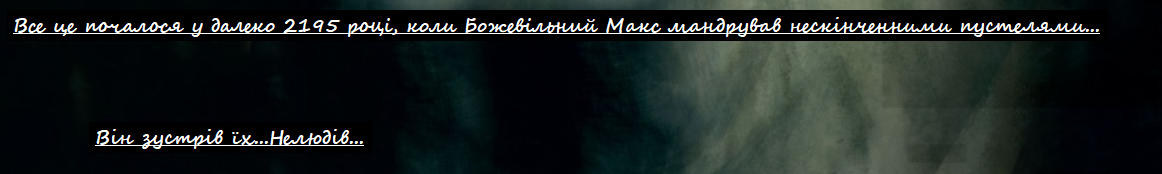 Все це почалося у далеко 2195 році, коли Божевільний Макс мандрував нескінченними пустелями...
Він зустрів їх...Нелюдів...